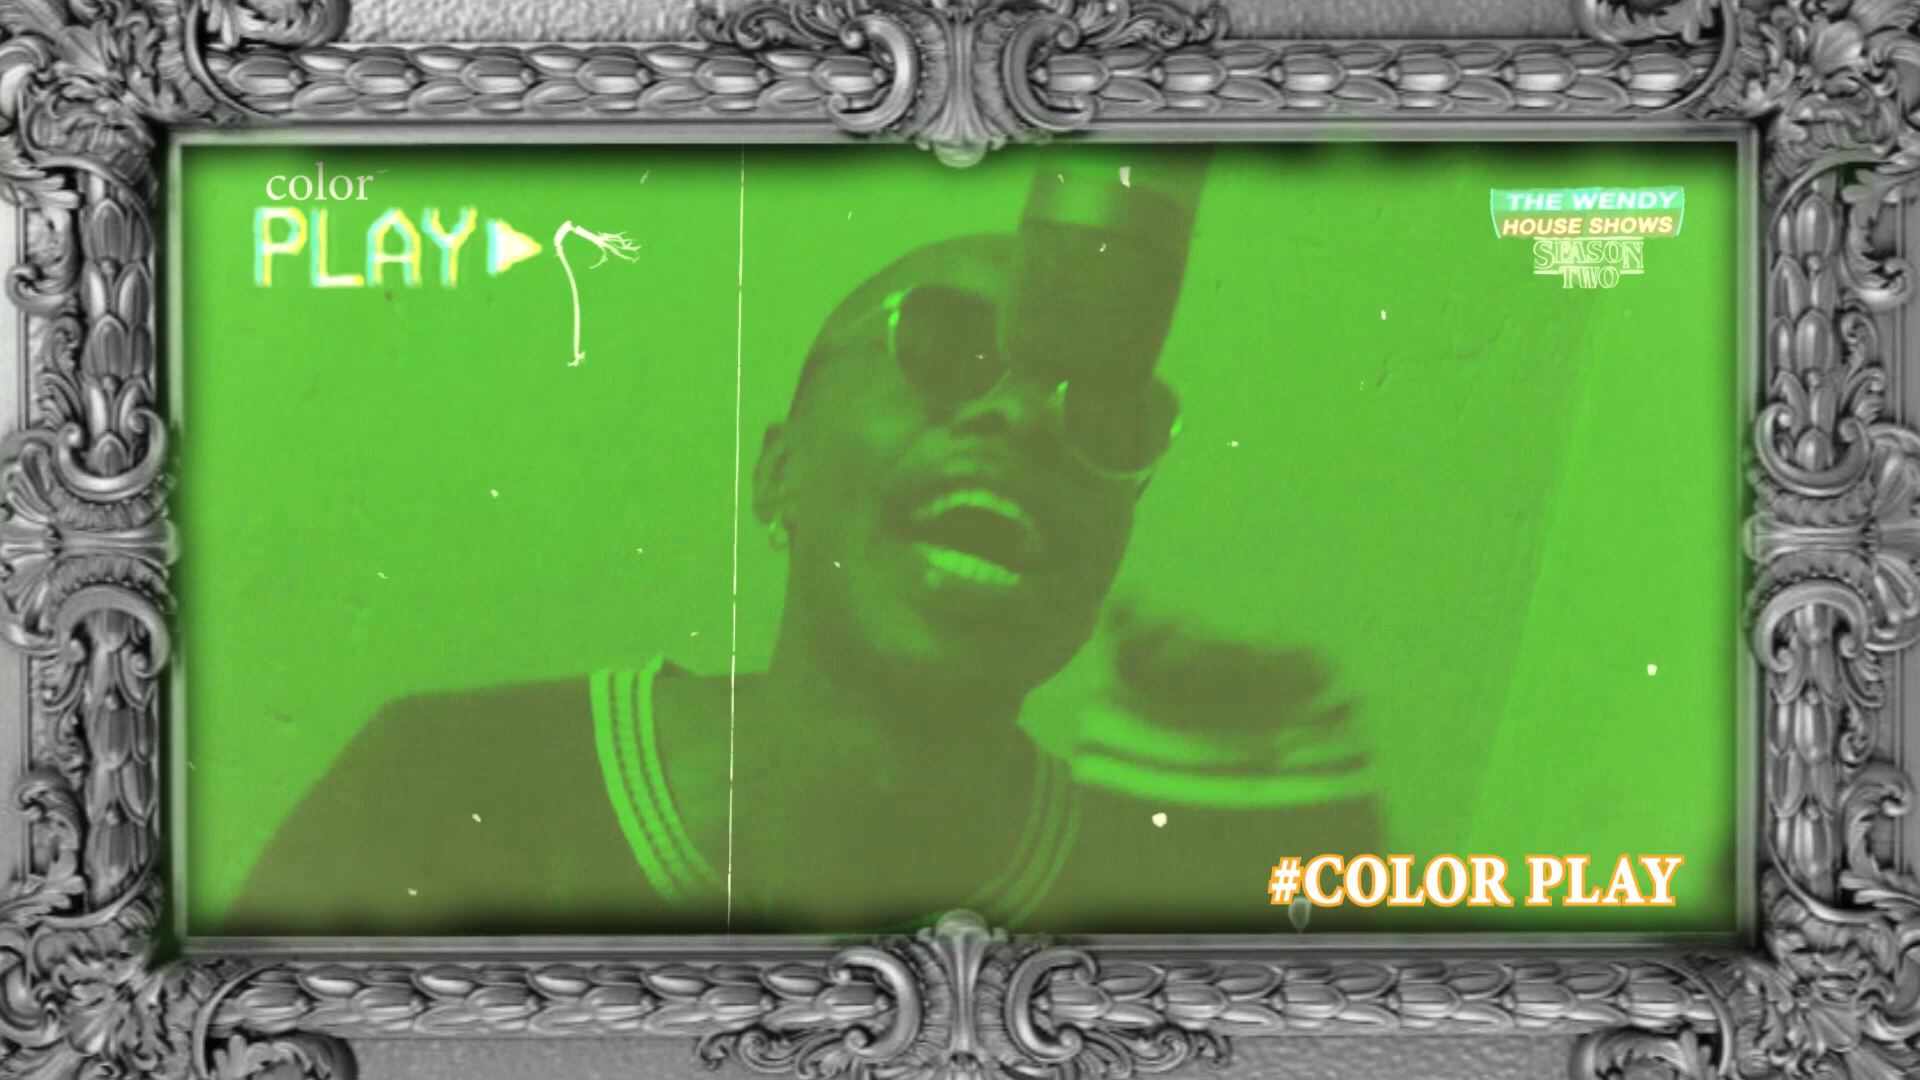 color
PLAY
THE WENDY
HOUSE SHOWS
SEASON
TWO
#COLOR PLAY